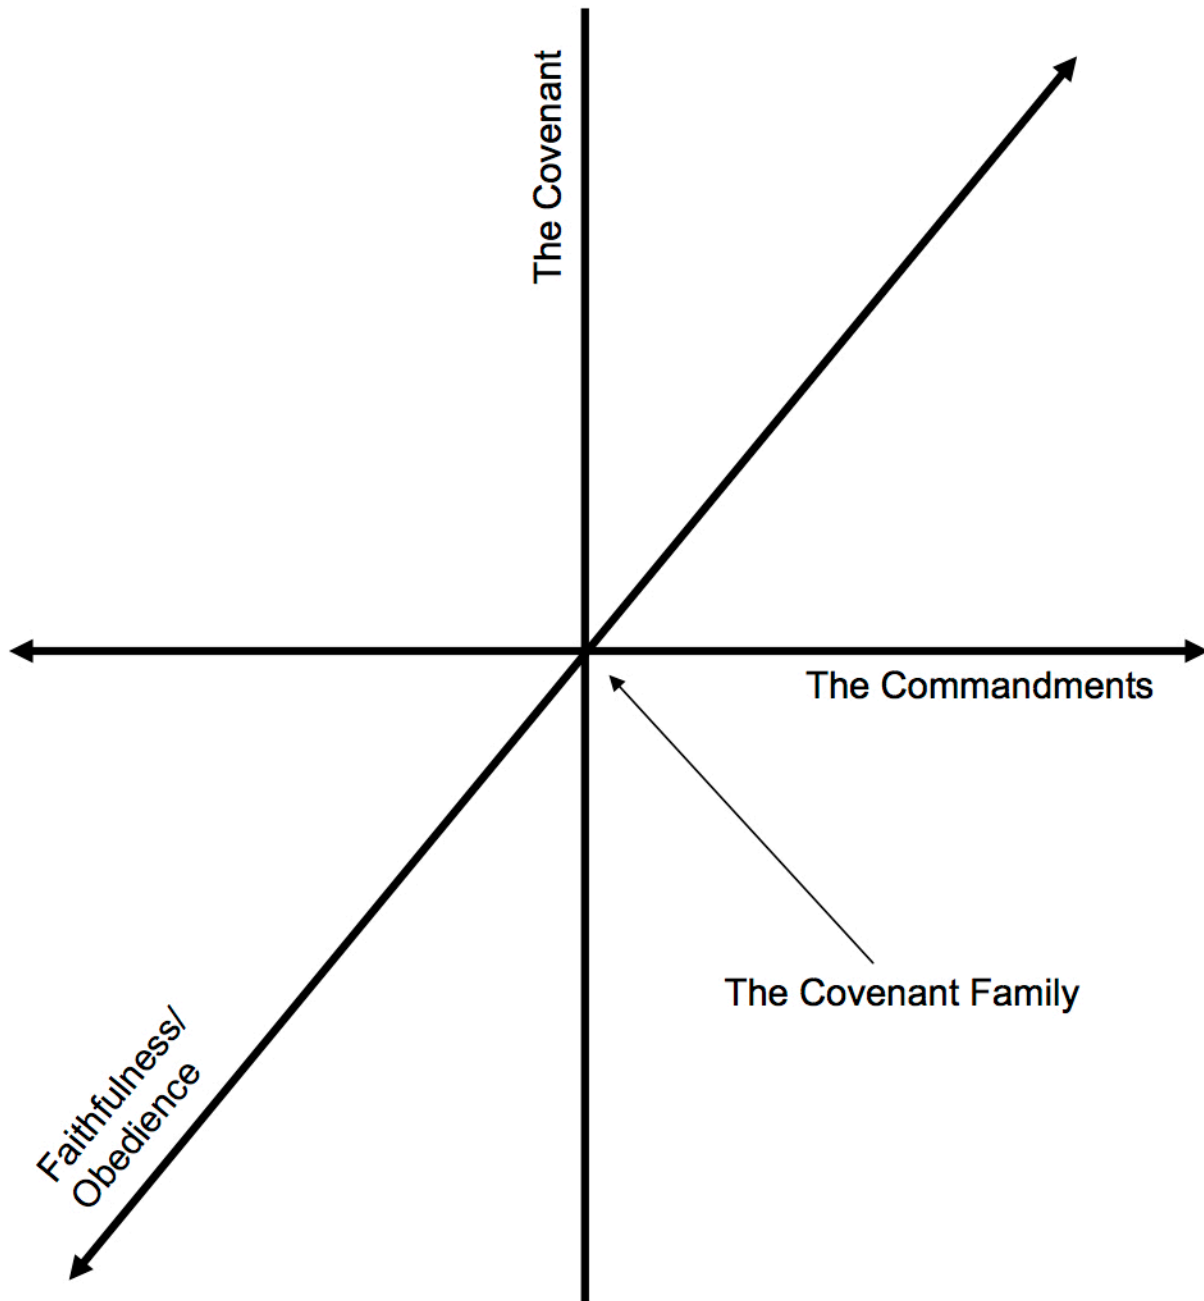 The Covenant
The Commandments
The Covenant Family
Faithfulness/
Obedience